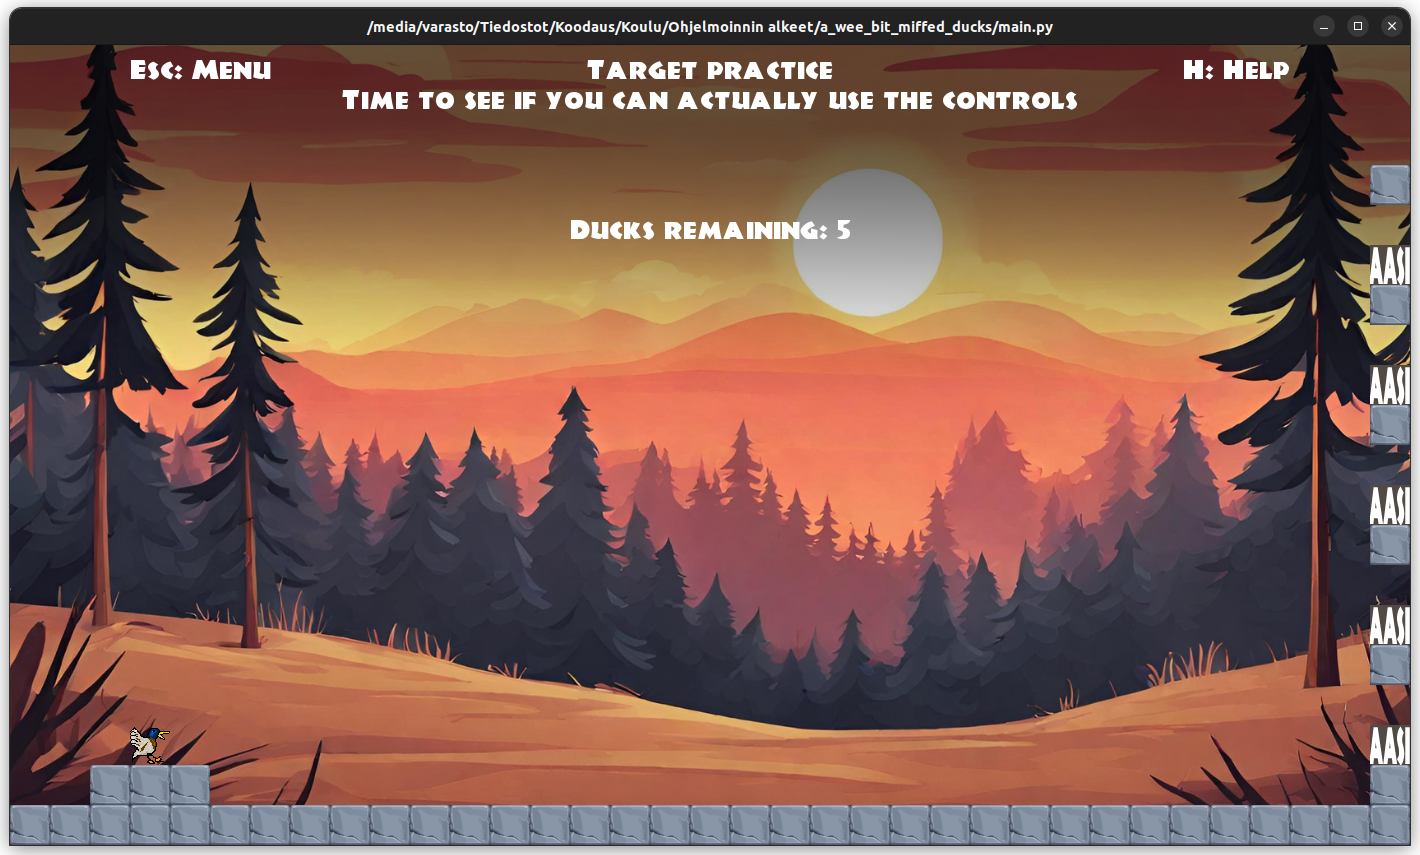 /media/varasto/Tiedostot/Koodaus/Koulu/Ohjelmoinnin alkeet/a_wee_bit_miffed_ducks/main.py
Esc: Menu
Target practice
H: Help
Time to see if you can actually use the controls
Ducks remaining: 5
AASI
AASI
AASI
AASI
AASI